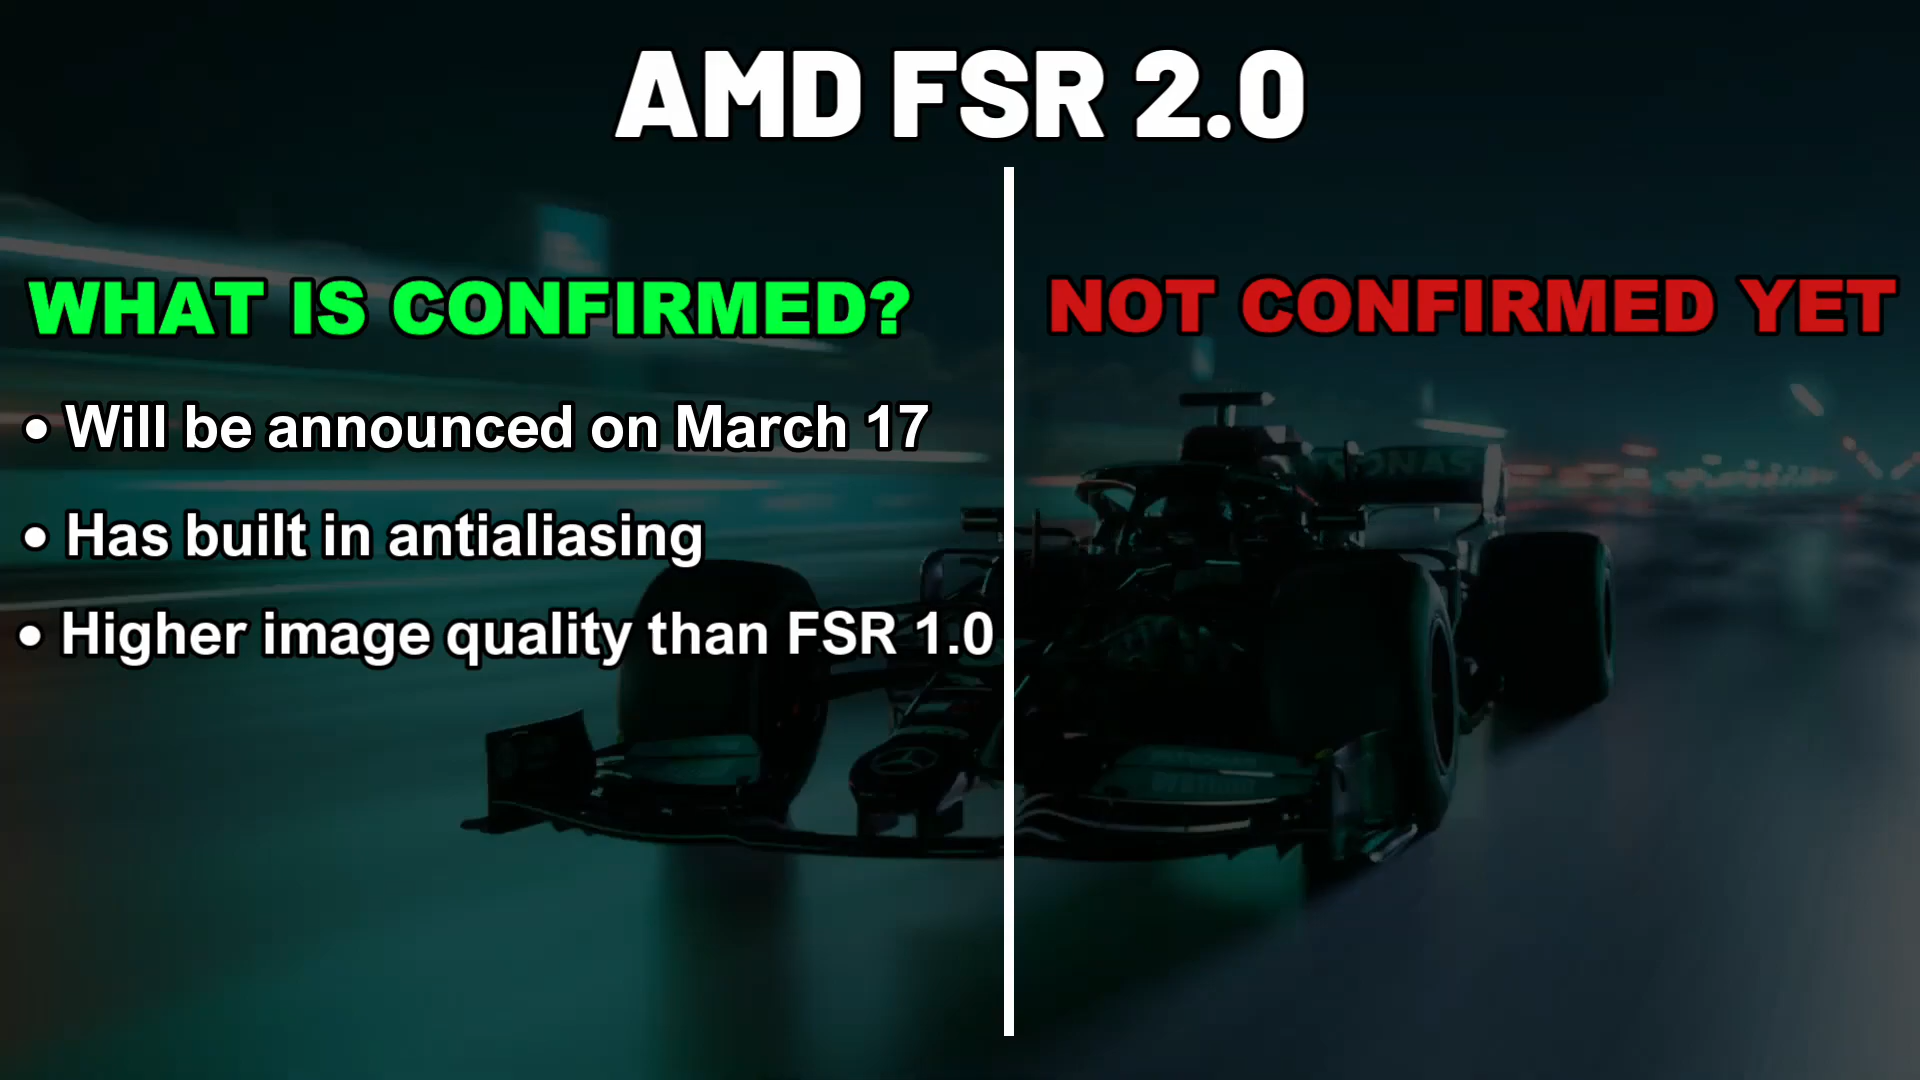 AMD FSR 2.0
WHAT IS CONFIRMED?
• Will be announced on March 17
• Has built in antialiasing
• Higher image quality than FSR 1.0
NOT CONFIRMED YET